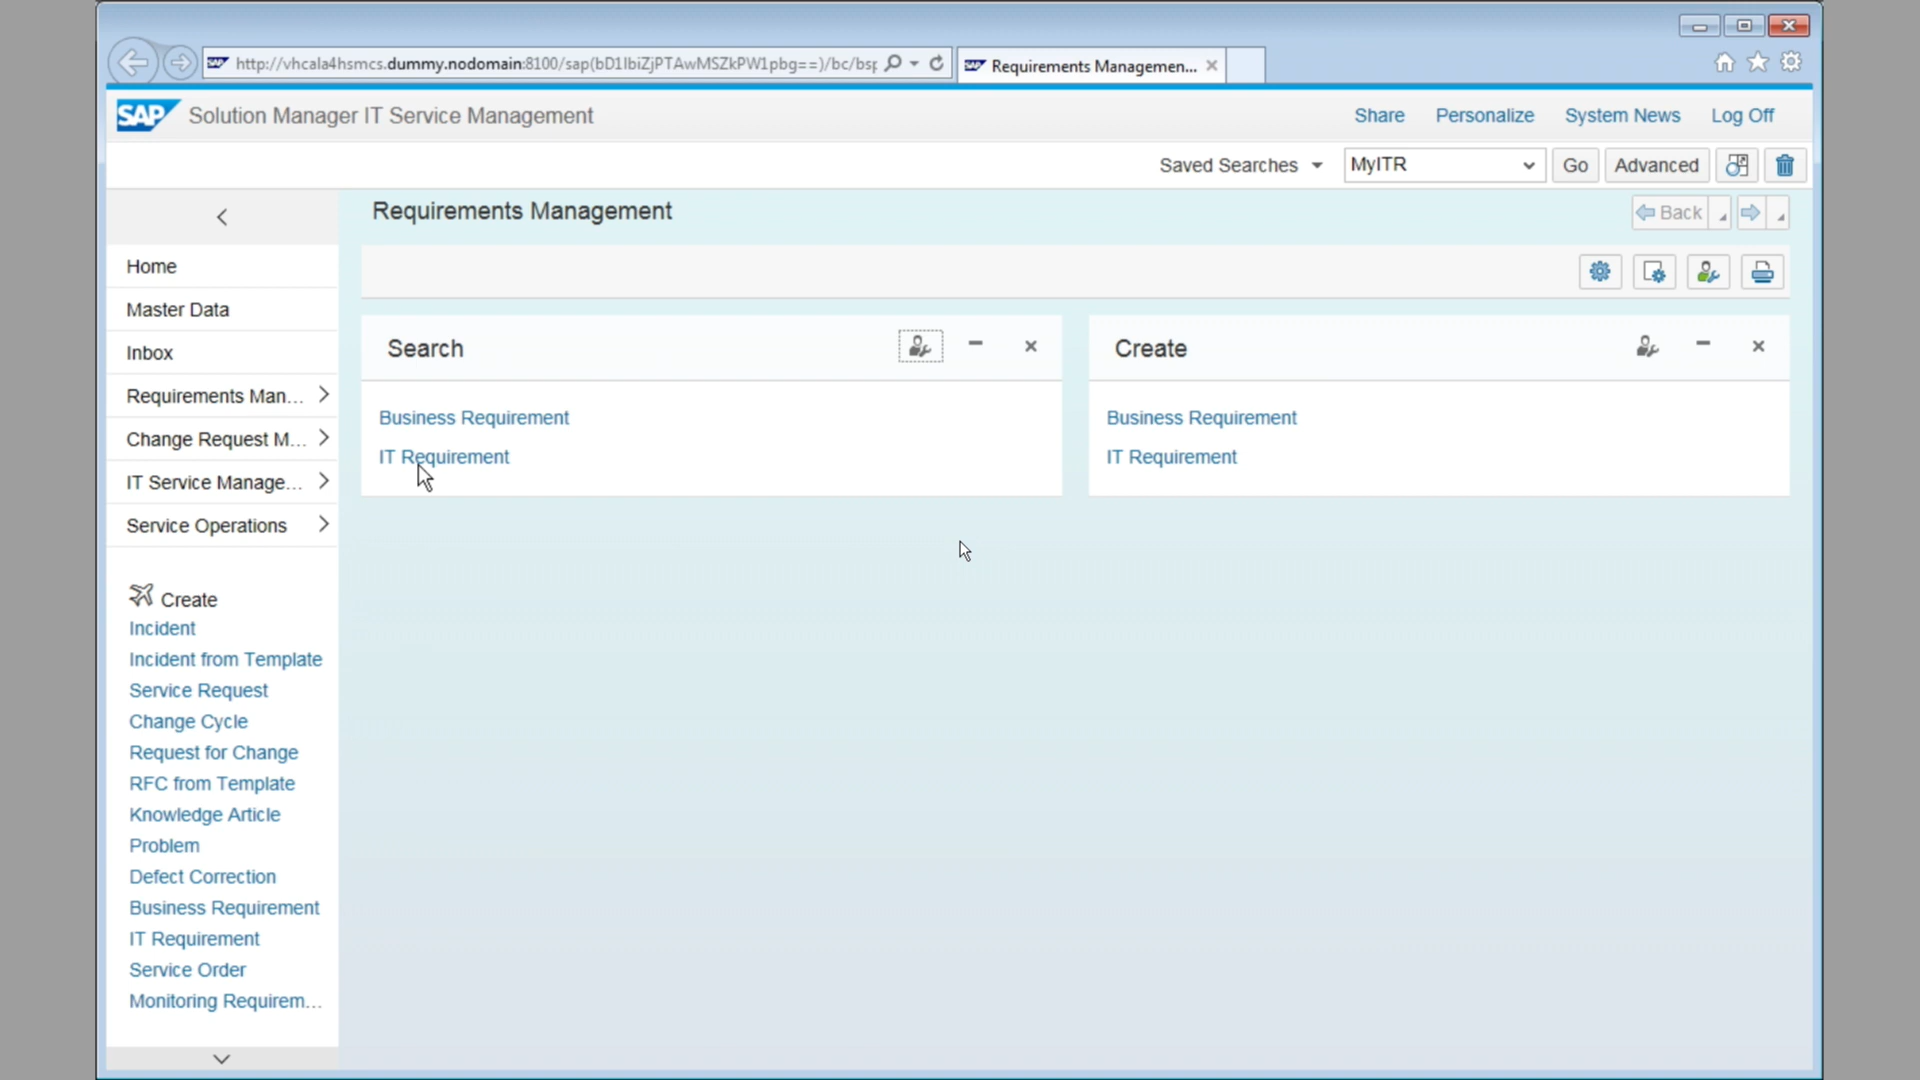 http://vhcala4hsmcs.dummy.nodomain:8100/sap(bD1lbiZjPTAwMSZkPW1pbg==)/bc/bsp
Requirements Managemen...
SAP Solution Manager IT Service Management
Share Personalize System News Log Off
Saved Searches MyITR Go Advanced
Requirements Management
Back
Home
Master Data
Inbox
Requirements Man...
Change Request M...
IT Service Manage...
Service Operations
Create
Incident
Incident from Template
Service Request
Change Cycle
Request for Change
RFC from Template
Knowledge Article
Problem
Defect Correction
Business Requirement
IT Requirement
Service Order
Monitoring Requirem...
Search
Business Requirement
IT Requirement
Create
Business Requirement
IT Requirement